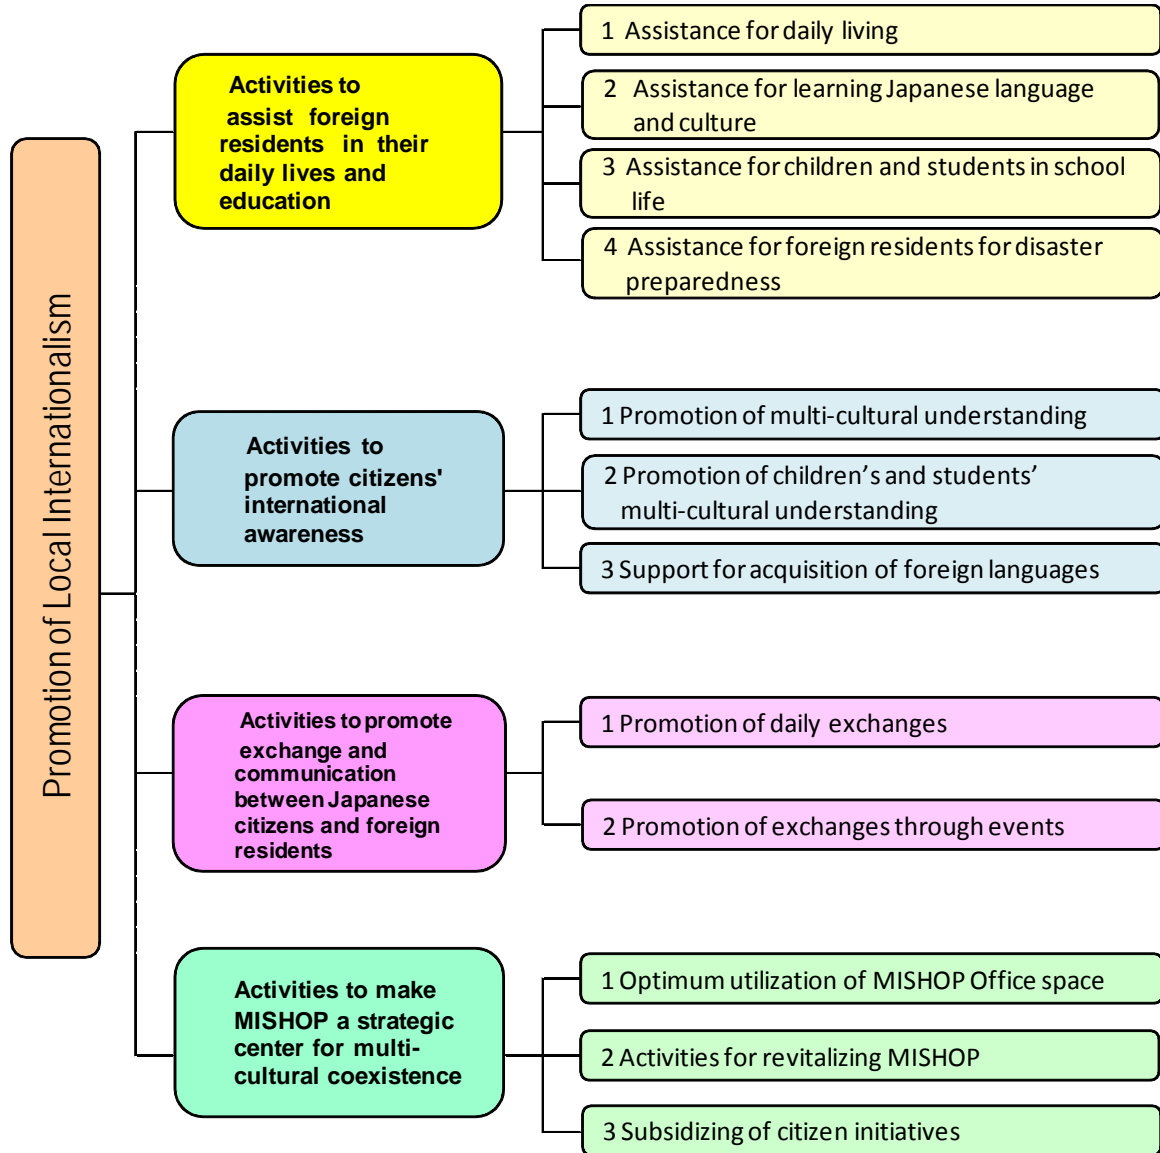 Promotion of Local Internationalism
Activities to
assist foreign
residents in their
daily lives and
education
1 Assistance for daily living
2 Assistance for learning Japanese language
and culture
3 Assistance for children and students in school
life
4 Assistance for foreign residents for disaster
preparedness
Activities to
promote citizens'
international
awareness
1 Promotion of multi-cultural understanding
2 Promotion of children’s and students’
multi-cultural understanding
3 Support for acquisition of foreign languages
Activities to promote
exchange and
communication
between Japanese
citizens and foreign
residents
1 Promotion of daily exchanges
2 Promotion of exchanges through events
Activities to make
MISHOP a strategic
center for multi-
cultural coexistence
1 Optimum utilization of MISHOP Office space
2 Activities for revitalizing MISHOP
3 Subsidizing of citizen initiatives